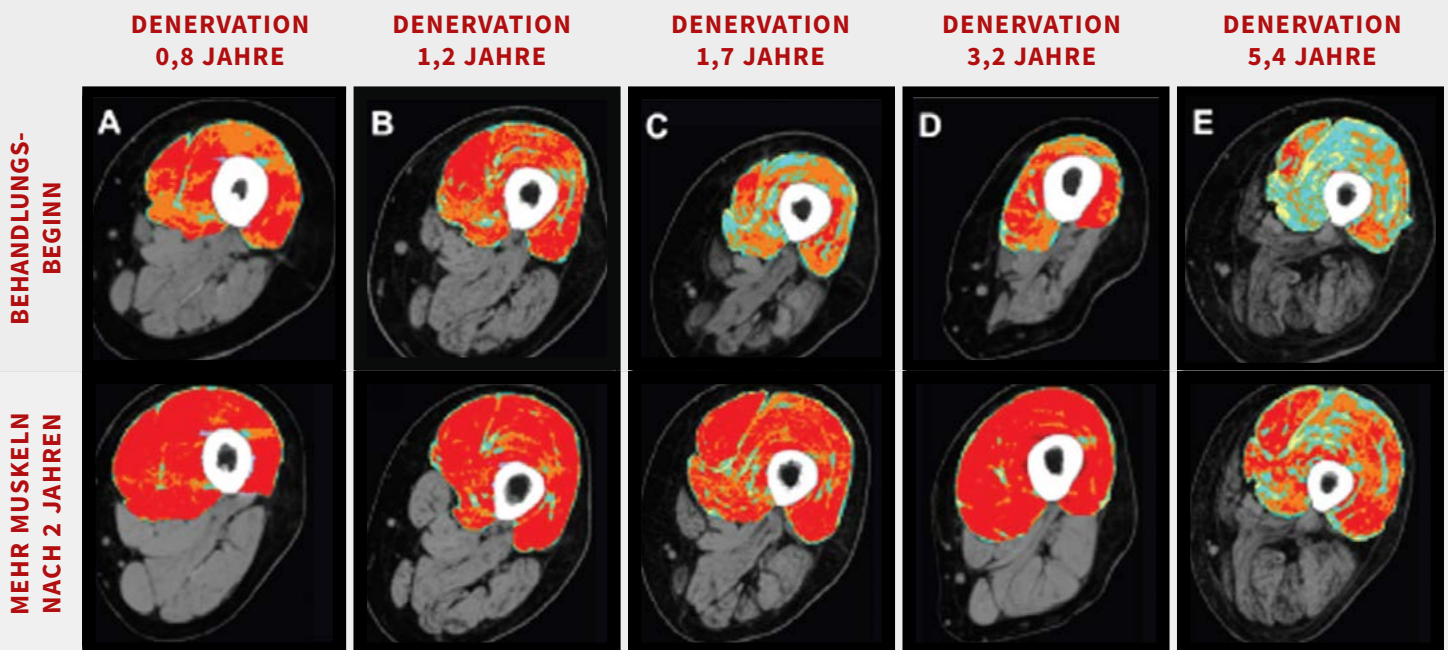 DENERVATION
0,8 JAHRE
DENERVATION
1,2 JAHRE
DENERVATION
1,7 JAHRE
DENERVATION
3,2 JAHRE
DENERVATION
5,4 JAHRE
BEHANDLUNGS-
BEGINN
A
B
C
D
E
MEHR MUSKELN
NACH 2 JAHREN